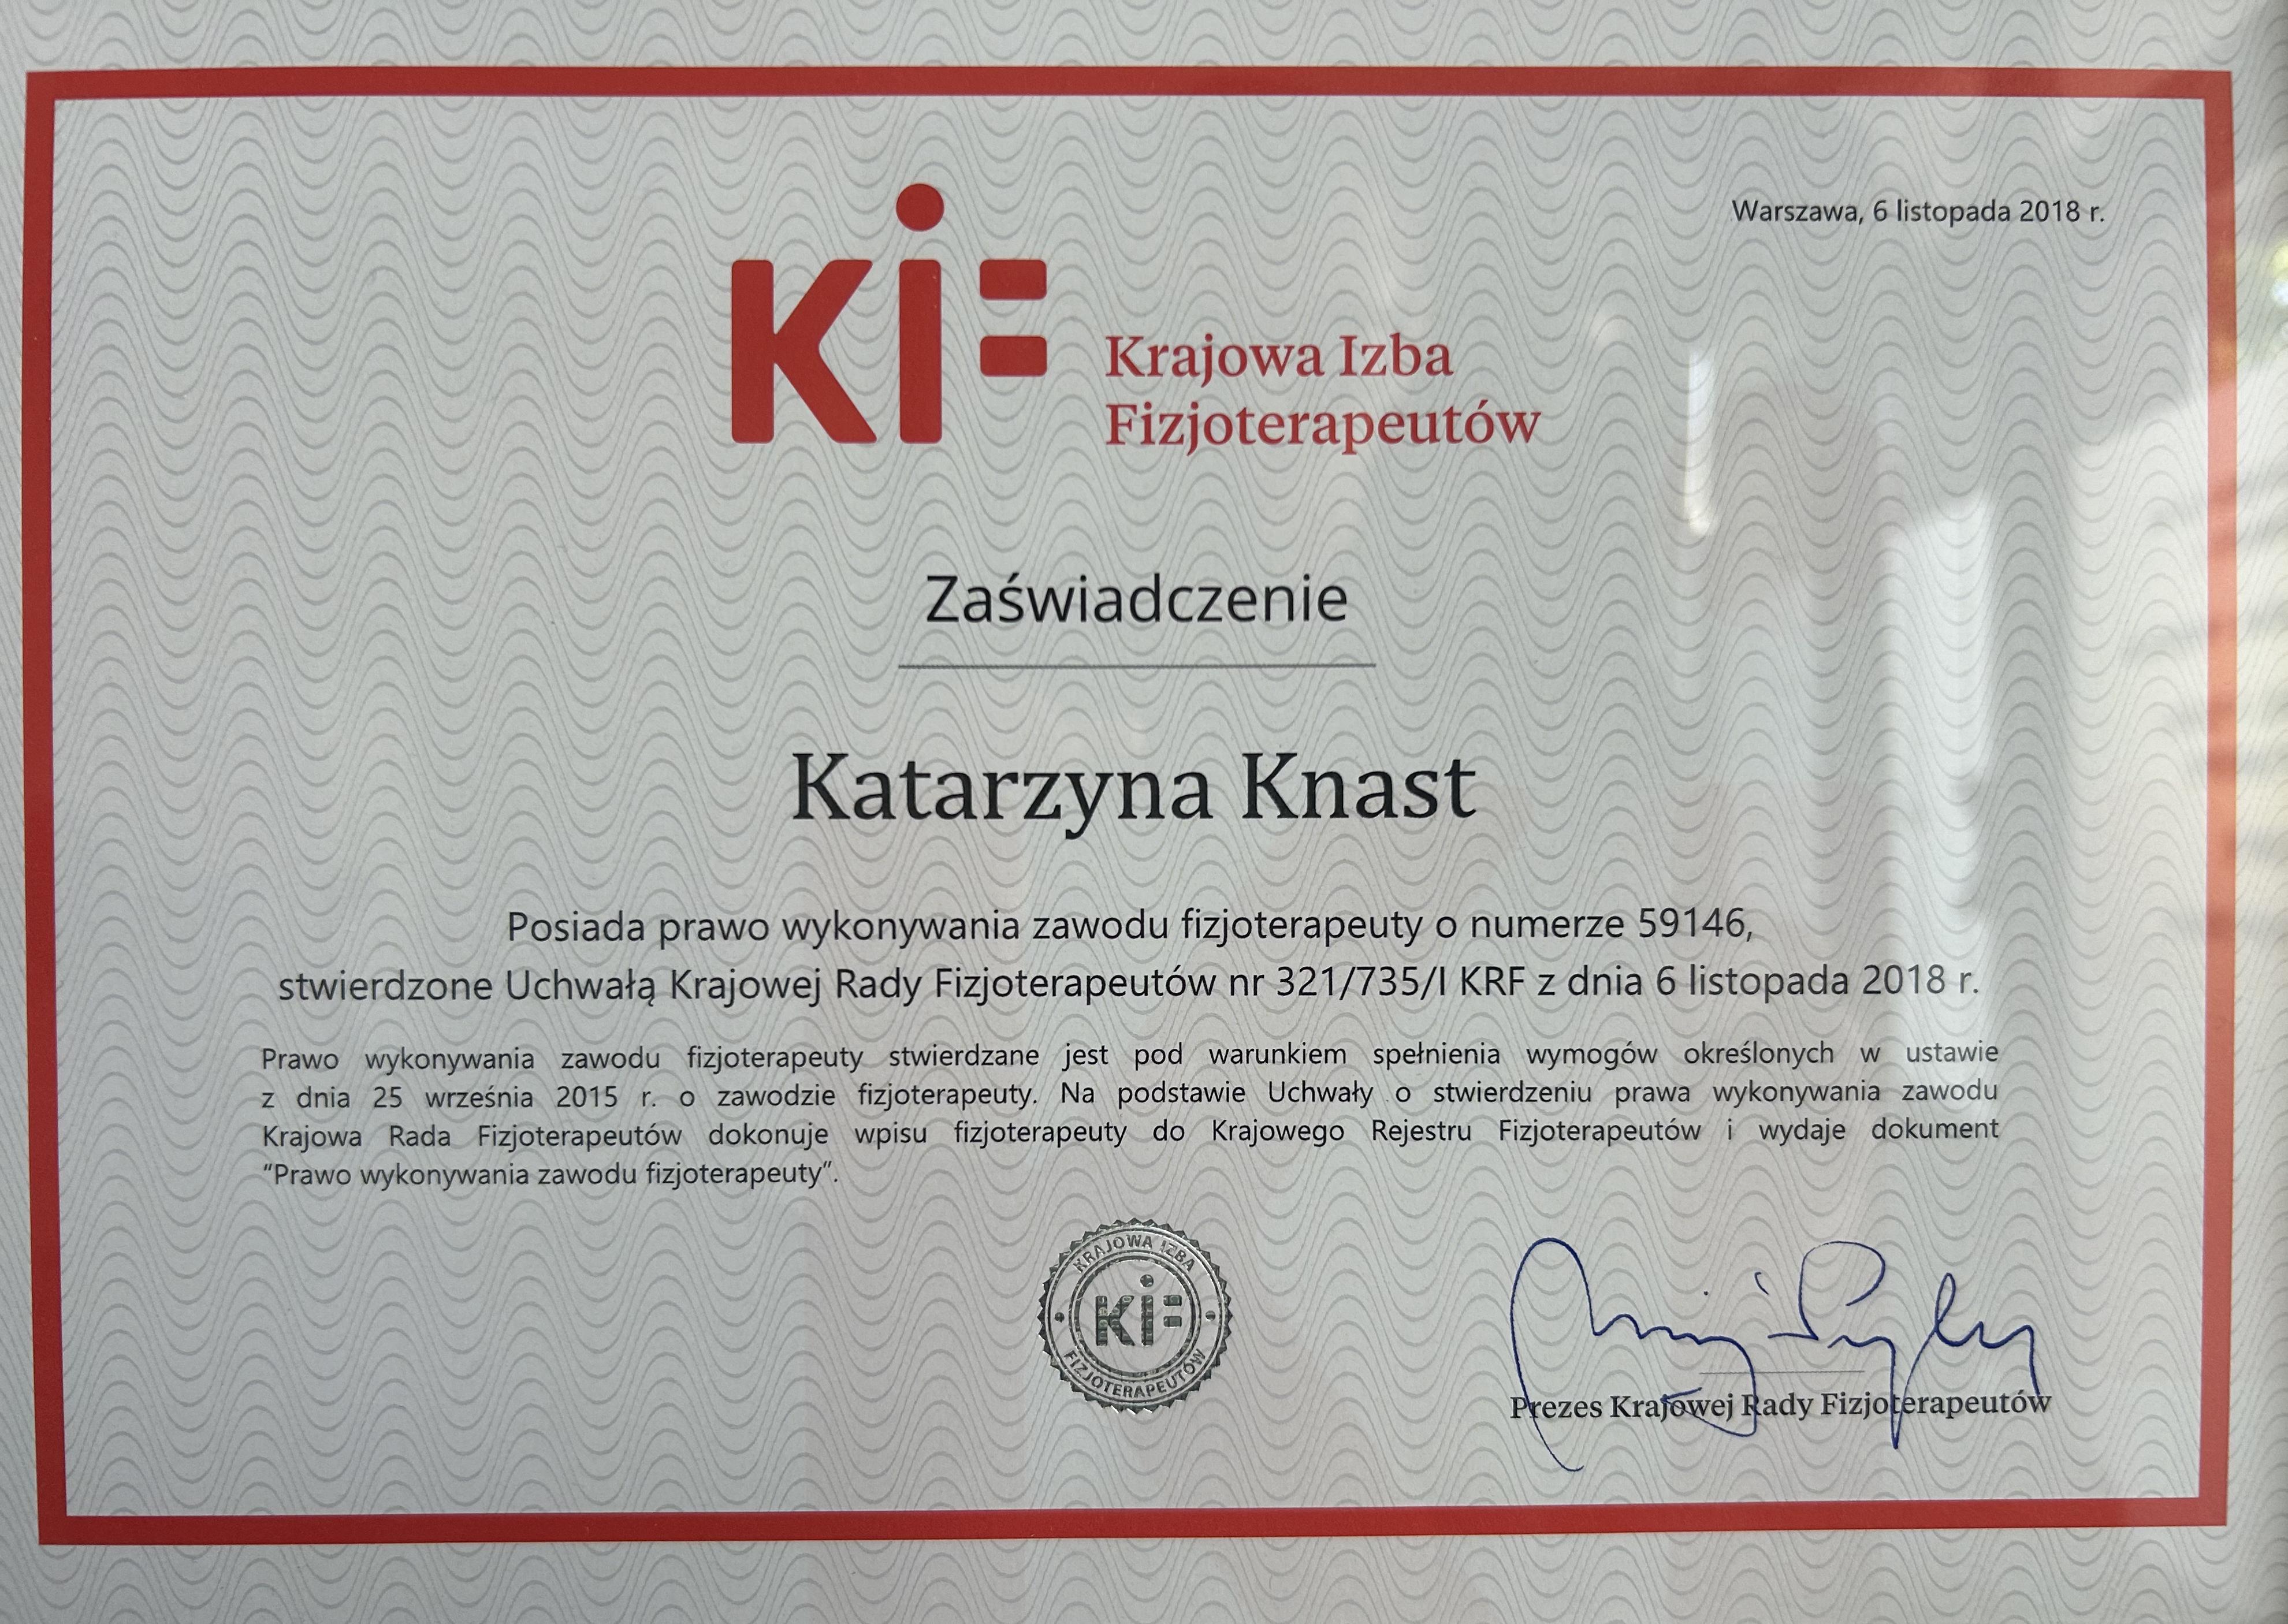 Warszawa, 6 listopada 2018 r.
KiF
Krajowa Izba
Fizjoterapeutów
Zaświadczenie
Katarzyna Knast
Posiada prawo wykonywania zawodu fizjoterapeuty o numerze 59146,
stwierdzone Uchwałą Krajowej Rady Fizjoterapeutów nr 321/735/I KRF z dnia 6 listopada 2018 r.
Prawo wykonywania zawodu fizjoterapeuty stwierdzane jest pod warunkiem spełnienia wymogów określonych w ustawie
z dnia 25 września 2015 r. o zawodzie fizjoterapeuty. Na podstawie Uchwały o stwierdzeniu prawa wykonywania zawodu
Krajowa Rada Fizjoterapeutów dokonuje wpisu fizjoterapeuty do Krajowego Rejestru Fizjoterapeutów i wydaje dokument
“Prawo wykonywania zawodu fizjoterapeuty”.
KRAJOWA IZBA
KiF
FIZJOTERAPEUTÓW
Prezes Krajowej Rady Fizjoterapeutów